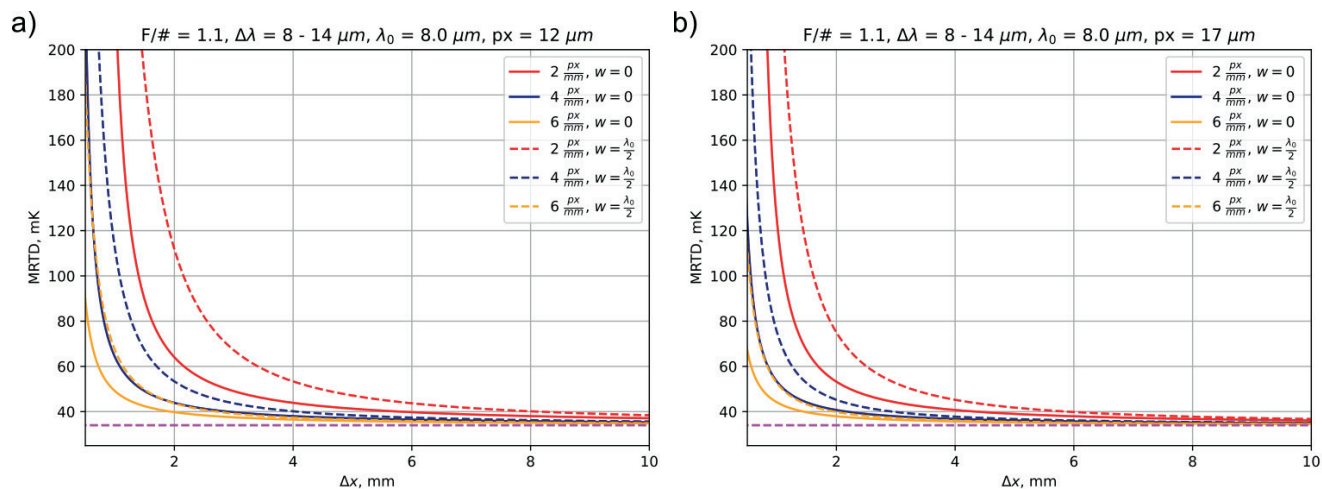 a)
F/# = 1.1, Δλ = 8 - 14 μm, λ₀ = 8.0 μm, px = 12 μm
200
180
160
140
120
100
80
60
40
MRTD, mK
2 px/mm, w = 0
4 px/mm, w = 0
6 px/mm, w = 0
2 px/mm, w = λ₀/2
4 px/mm, w = λ₀/2
6 px/mm, w = λ₀/2
2 4 6 8 10
Δx, mm
b)
F/# = 1.1, Δλ = 8 - 14 μm, λ₀ = 8.0 μm, px = 17 μm
200
180
160
140
120
100
80
60
40
MRTD, mK
2 px/mm, w = 0
4 px/mm, w = 0
6 px/mm, w = 0
2 px/mm, w = λ₀/2
4 px/mm, w = λ₀/2
6 px/mm, w = λ₀/2
2 4 6 8 10
Δx, mm